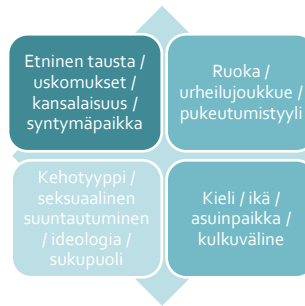 Etninen tausta /
uskomukset /
kansalaisuus /
syntymäpaikka
Ruoka /
urheilujoukkue /
pukeutumistyyli
Kehotyyppi /
seksuaalinen
suuntautuminen
/ ideologia /
sukupuoli
Kieli / ikä /
asuinpaikka /
kulkuväline